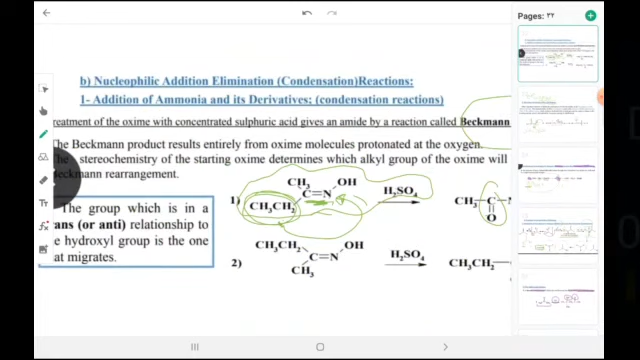 Pages: ٢٢
b) Nucleophilic Addition Elimination (Condensation)Reactions:
1- Addition of Ammonia and its Derivatives; (condensation reactions)
reatment of the oxime with concentrated sulphuric acid gives an amide by a reaction called Beckmann
The Beckmann product results entirely from oxime molecules protonated at the oxygen.
The stereochemistry of the starting oxime determines which alkyl group of the oxime will
Beckmann rearrangement.
The group which is in a
ans (or anti) relationship to
e hydroxyl group is the one
at migrates.
1)
CH3 OH
C=N
CH3CH2
H2SO4
CH3 C N
O
2)
CH3CH2 OH
C=N
CH3
H2SO4
CH3CH2